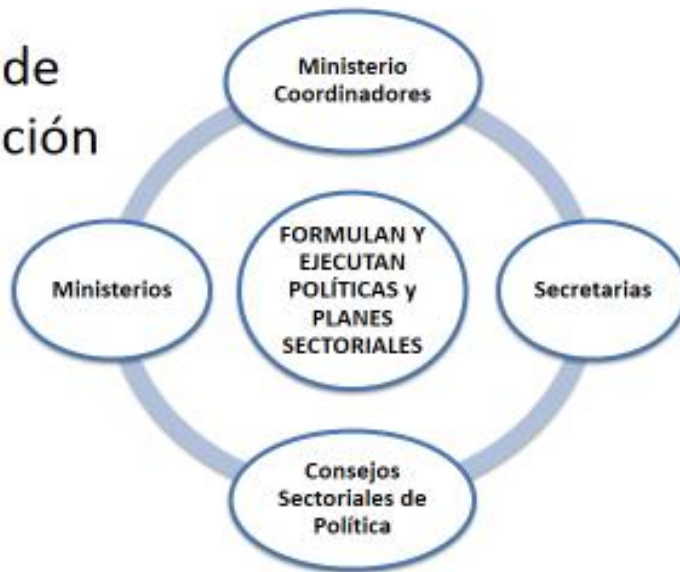 de
ción
Ministerio
Coordinadores
FORMULAN Y
EJECUTAN
POLÍTICAS y
PLANES
SECTORIALES
Ministerios
Secretarias
Consejos
Sectoriales de
Política